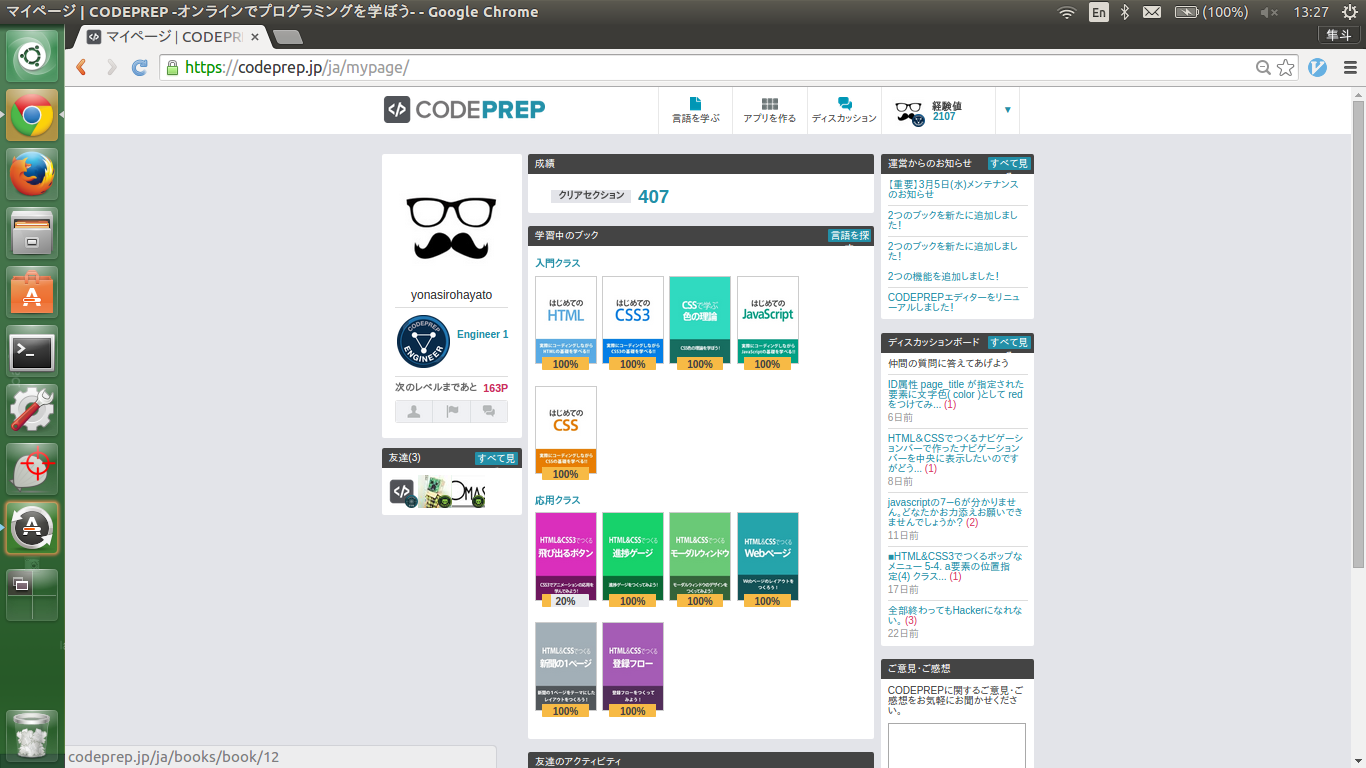 マイページ | CODEPREP -オンラインでプログラミングを学ぼう- - Google Chrome
En
(100%)
13:27
マイページ | CODEPR
隼斗
https://codeprep.jp/ja/mypage/
CODEPREP
言語を学ぶ
アプリを作る
ディスカッション
経験値
2107
yonasirohayato
CODEPREP
ENGINEER
Engineer 1
次のレベルまであと 163P
友達(3)
すべて見
成績
クリアセクション 407
学習中のブック
言語を探
入門クラス
はじめての
HTML
実際にコーディングしながら
HTMLの基礎を学べる!!
100%
はじめての
CSS3
実際にコーディングしながら
CSS3の基礎を学べる!!
100%
CSSで学ぶ
色の理論
CSS色の理論を学ぼう!
100%
はじめての
JavaScript
実際にコーディングしながら
JavaScriptの基礎を学べる!!
100%
はじめての
CSS
実際にコーディングしながら
CSSの基礎を学べる!!
100%
応用クラス
HTML&CSS3でつくる
飛び出るボタン
CSS3でアニメーションの応用を
学んでみよう!
20%
HTML&CSSでつくる
進捗ゲージ
進捗ゲージをつくってみよう!
100%
HTML&CSSでつくる
モーダルウィンドウ
モーダルウィンドウのデザインを
つくってみよう!
100%
HTML&CSSでつくる
Webページ
Webページのレイアウトを
つくろう!
100%
HTML&CSSでつくる
新聞の1ページ
新聞の1ページをテーマにした
レイアウトをつくろう!
100%
HTML&CSSでつくる
登録フロー
登録フローをつくって
みよう!
100%
友達のアクティビティ
運営からのお知らせ
すべて見
【重要】3月5日(水)メンテナンス
のお知らせ
2つのブックを新たに追加しまし
た!
2つのブックを新たに追加しまし
た!
2つの機能を追加しました!
CODEPREPエディターをリニュ
ーアルしました!
ディスカッションボード
すべて見
仲間の質問に答えてあげよう
ID属性 page_title が指定された
要素に文字色( color )として red
をつけてみ... (1)
6日前
HTML＆CSSでつくるナビゲーシ
ョンバーで作ったナビゲーション
バーを中央に表示したいのです
がどう... (1)
8日前
javascriptの7－6が分かりませ
ん。どなたかお力添えお願いでき
ませんでしょうか？ (2)
11日前
■HTML&CSS3でつくるポップな
メニュー 5-4. a要素の位置指
定(4) クラス... (1)
17日前
全部終わってもHackerになれな
い。 (3)
22日前
ご意見・ご感想
CODEPREPに関するご意見・ご
感想をお気軽にお聞かせくださ
い。
codeprep.jp/ja/books/book/12